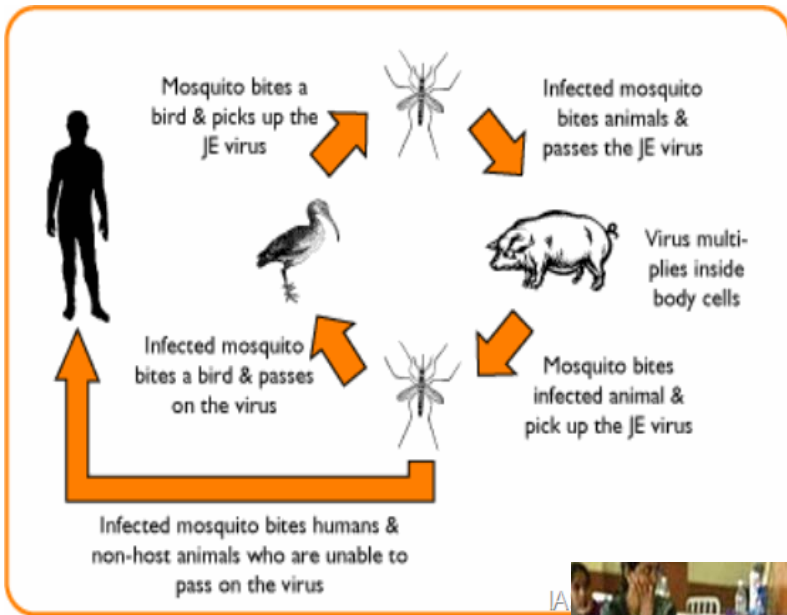 Mosquito bites a
bird & picks up the
JE virus
Infected mosquito
bites animals &
passes the JE virus
Virus multi-
plies inside
body cells
Infected mosquito
bites a bird & passes
on the virus
Mosquito bites
infected animal &
pick up the JE virus
Infected mosquito bites humans &
non-host animals who are unable to
pass on the virus
IA